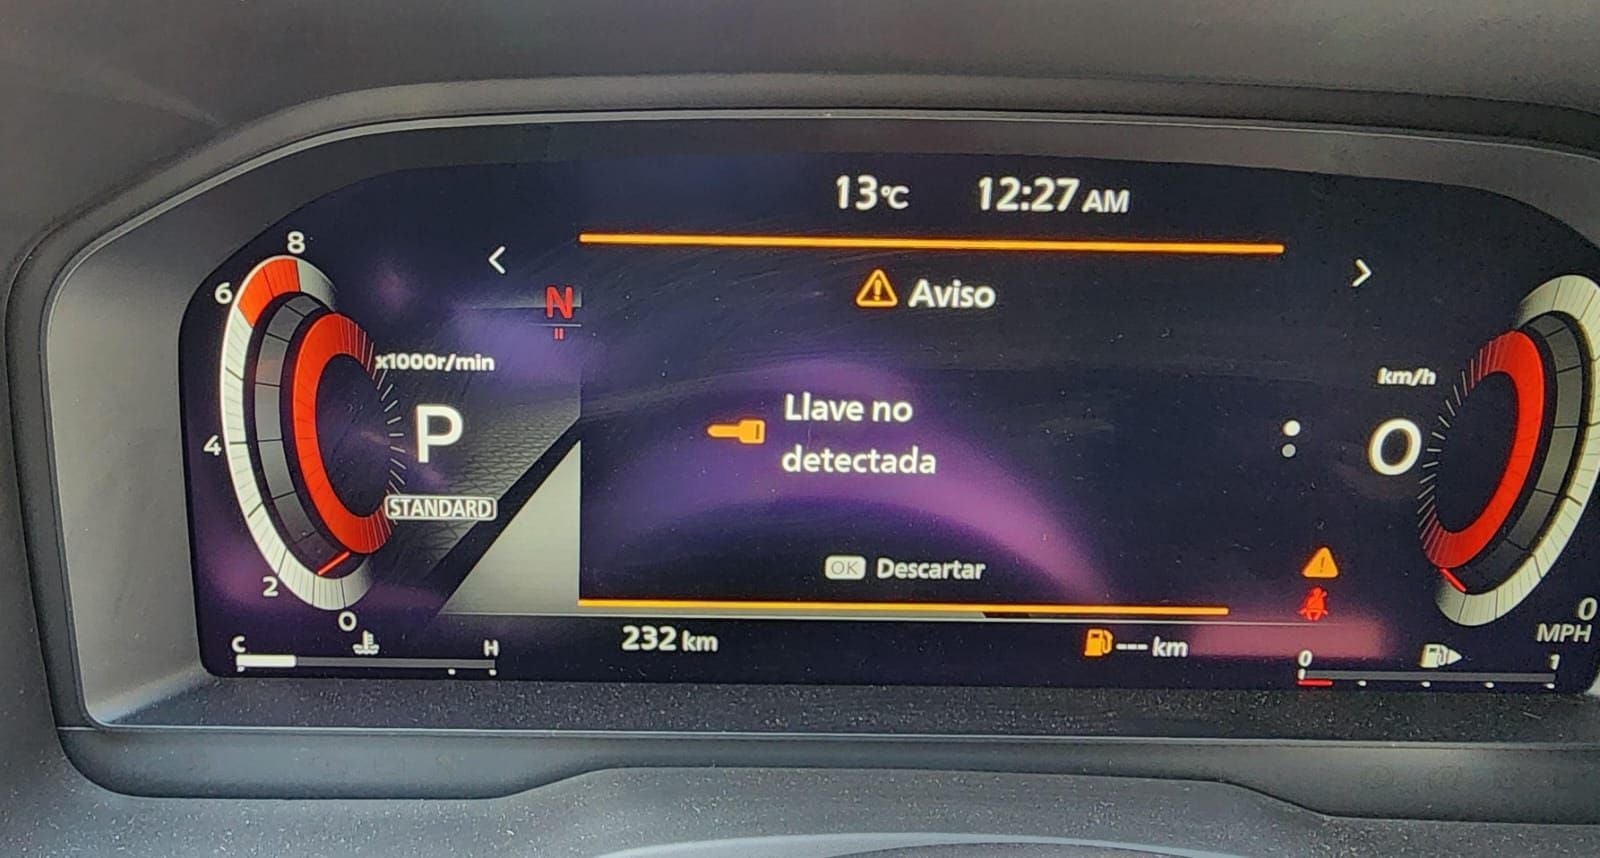 13°C 12:27 AM
< >
8
6
N
⚠ Aviso
x1000r/min
km/h
P
Llave no
detectada
4
0
STANDARD
2
OK Descartar
0
0
MPH
C H
232 km
--- km
0 1